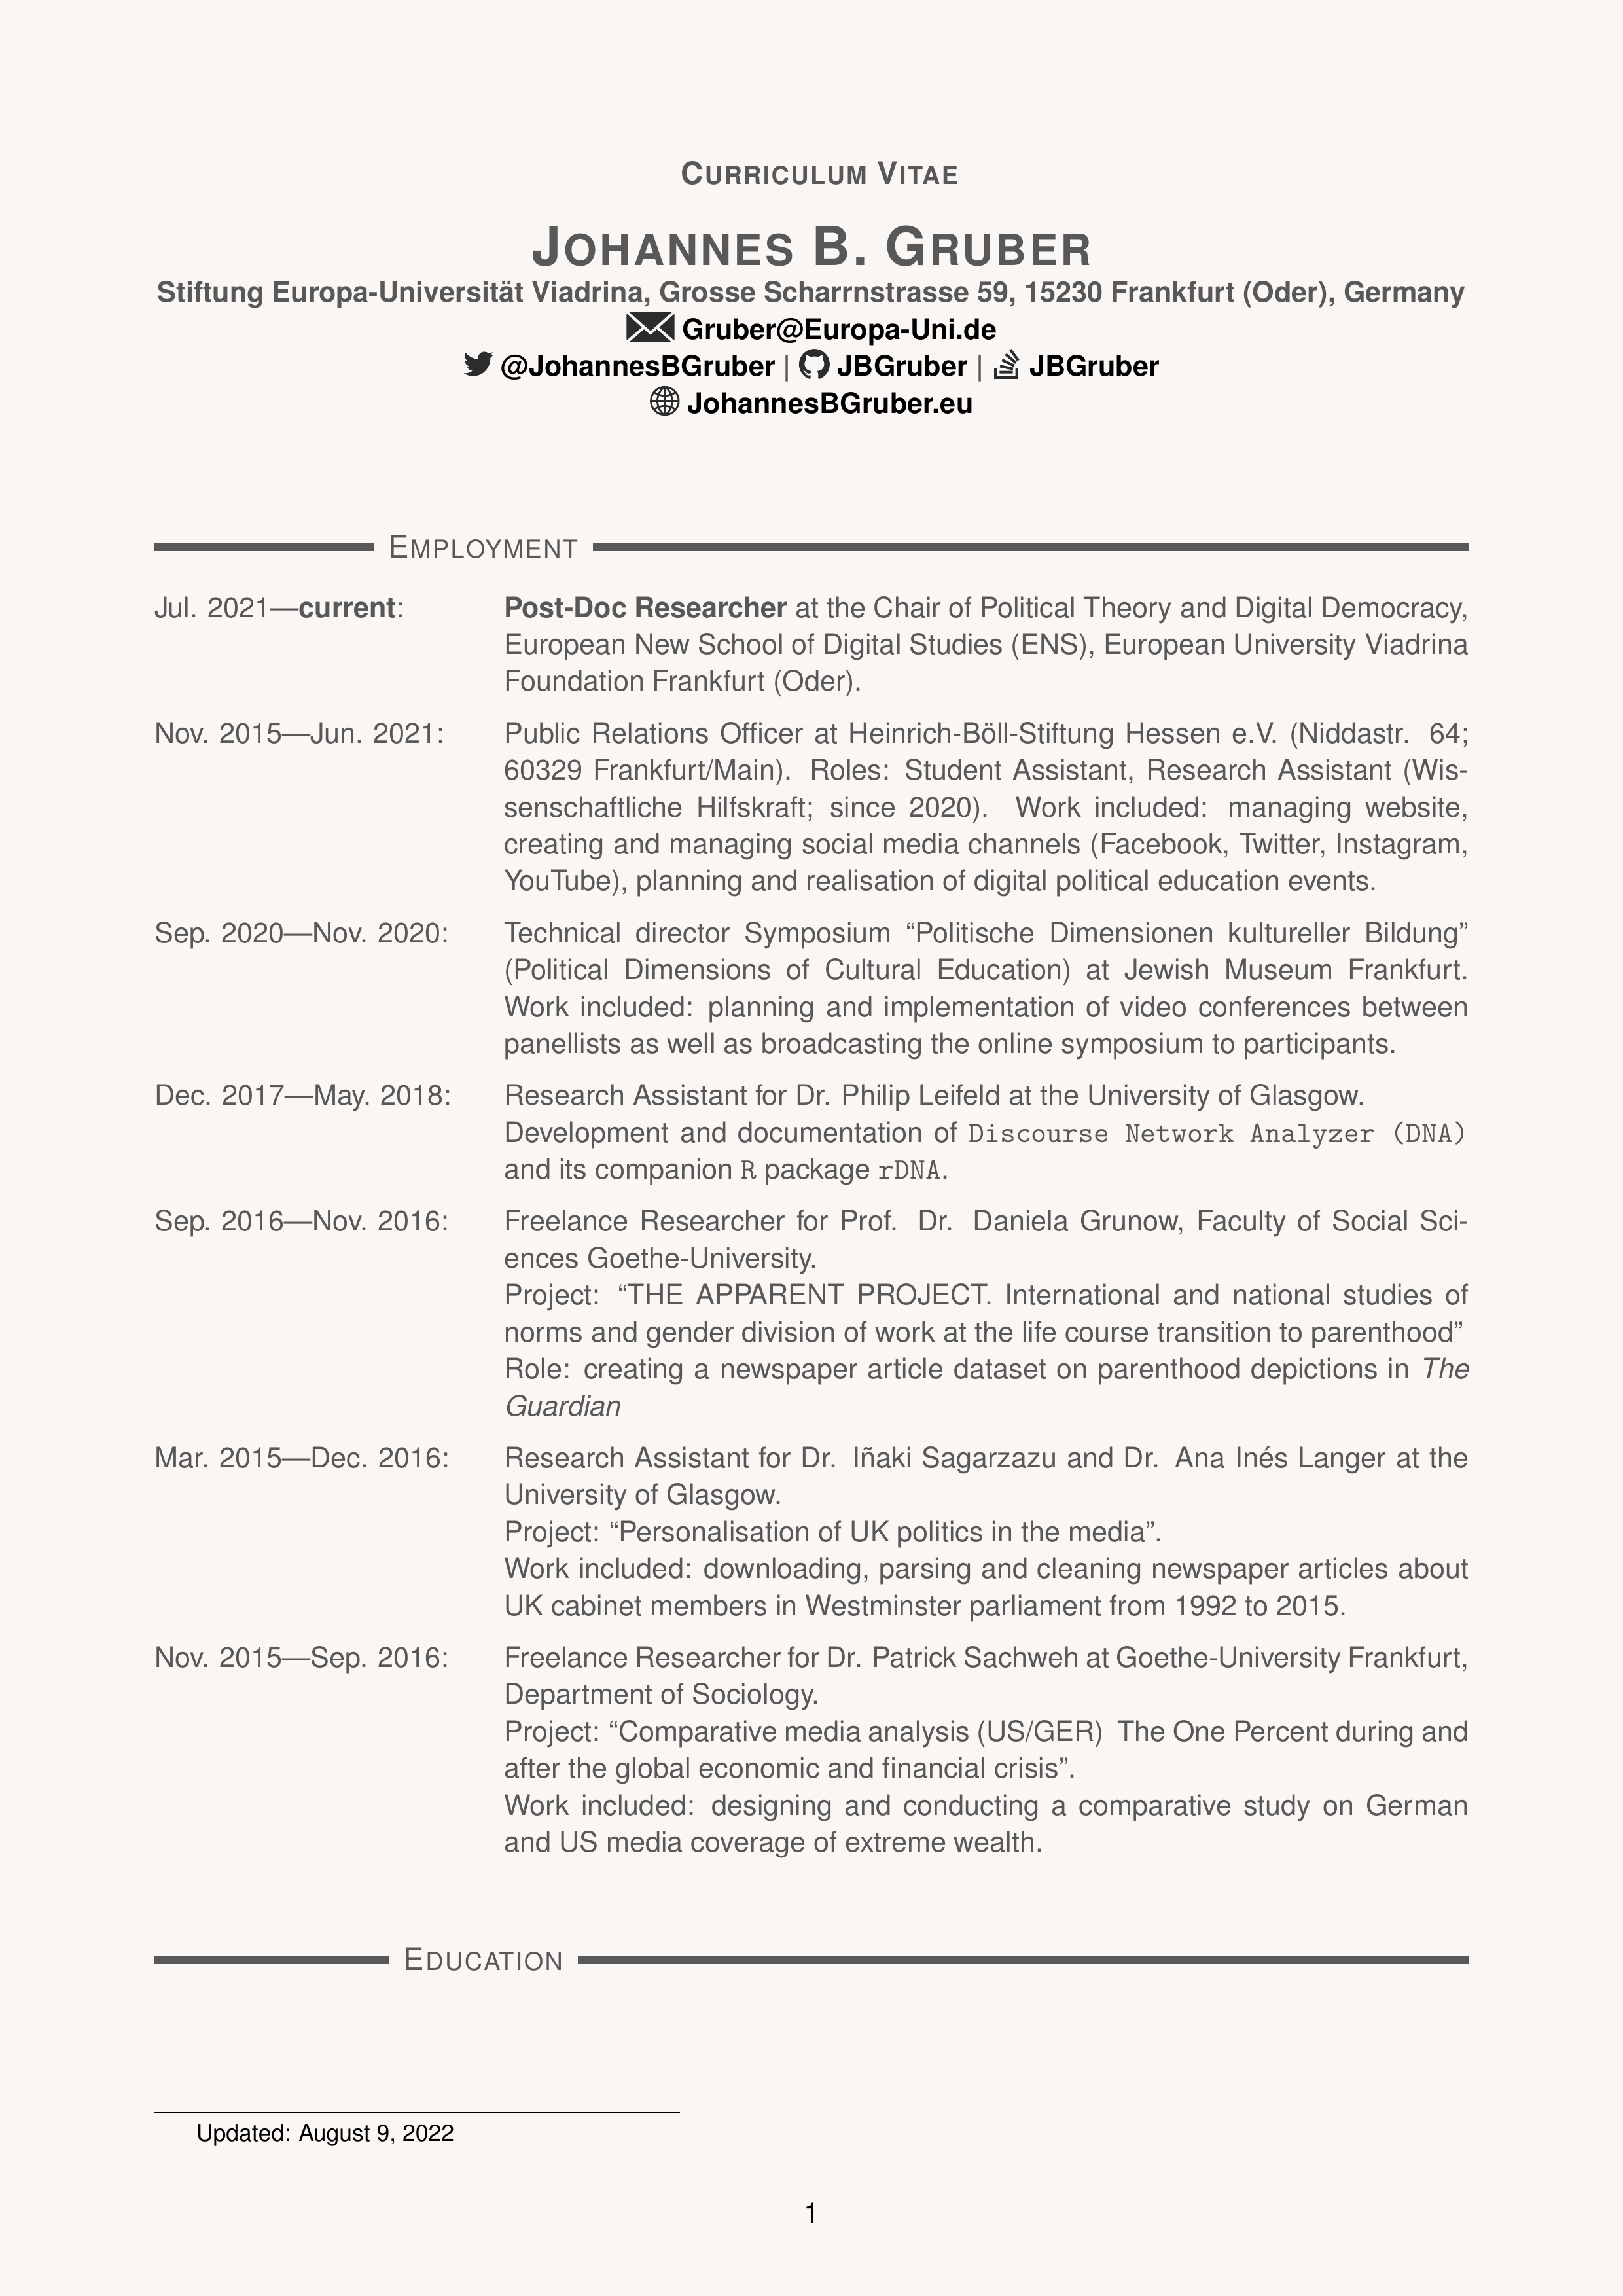 CURRICULUM VITAE
JOHANNES B. GRUBER
Stiftung Europa-Universität Viadrina, Grosse Scharrnstrasse 59, 15230 Frankfurt (Oder), Germany
Gruber@Europa-Uni.de
@JohannesBGruber | JBGruber | JBGruber
JohannesBGruber.eu
EMPLOYMENT
Jul. 2021—current: Post-Doc Researcher at the Chair of Political Theory and Digital Democracy,
European New School of Digital Studies (ENS), European University Viadrina
Foundation Frankfurt (Oder).
Nov. 2015—Jun. 2021: Public Relations Officer at Heinrich-Böll-Stiftung Hessen e.V. (Niddastr. 64;
60329 Frankfurt/Main). Roles: Student Assistant, Research Assistant (Wis-
senschaftliche Hilfskraft; since 2020). Work included: managing website,
creating and managing social media channels (Facebook, Twitter, Instagram,
YouTube), planning and realisation of digital political education events.
Sep. 2020—Nov. 2020: Technical director Symposium “Politische Dimensionen kultureller Bildung”
(Political Dimensions of Cultural Education) at Jewish Museum Frankfurt.
Work included: planning and implementation of video conferences between
panellists as well as broadcasting the online symposium to participants.
Dec. 2017—May. 2018: Research Assistant for Dr. Philip Leifeld at the University of Glasgow.
Development and documentation of Discourse Network Analyzer (DNA)
and its companion R package rDNA.
Sep. 2016—Nov. 2016: Freelance Researcher for Prof. Dr. Daniela Grunow, Faculty of Social Sci-
ences Goethe-University.
Project: “THE APPARENT PROJECT. International and national studies of
norms and gender division of work at the life course transition to parenthood”
Role: creating a newspaper article dataset on parenthood depictions in The
Guardian
Mar. 2015—Dec. 2016: Research Assistant for Dr. Iñaki Sagarzazu and Dr. Ana Inés Langer at the
University of Glasgow.
Project: “Personalisation of UK politics in the media”.
Work included: downloading, parsing and cleaning newspaper articles about
UK cabinet members in Westminster parliament from 1992 to 2015.
Nov. 2015—Sep. 2016: Freelance Researcher for Dr. Patrick Sachweh at Goethe-University Frankfurt,
Department of Sociology.
Project: “Comparative media analysis (US/GER) The One Percent during and
after the global economic and financial crisis”.
Work included: designing and conducting a comparative study on German
and US media coverage of extreme wealth.
EDUCATION
Updated: August 9, 2022
1